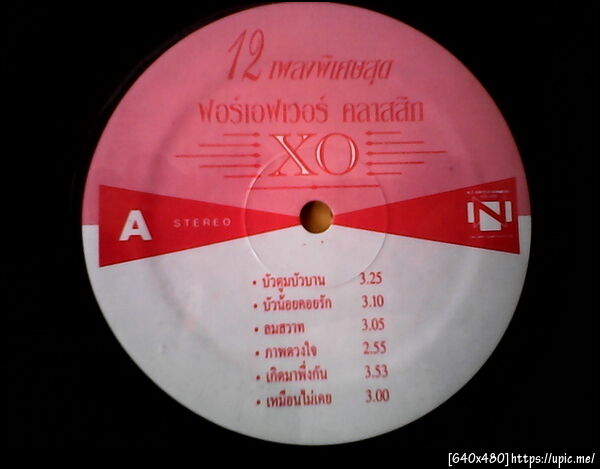 12 เพลงพิเศษสุด
ฟอร์เอฟเวอร์ คลาสสิก
XO
A STEREO
N
• บัวตูมบัวบาน 3.25
• บัวน้อยคอยรัก 3.10
• ลมสวาท 3.05
• ภาพดวงใจ 2.55
• เกิดมาพึ่งกัน 3.53
• เหมือนไม่เคย 3.00
[640x480]https://upic.me/